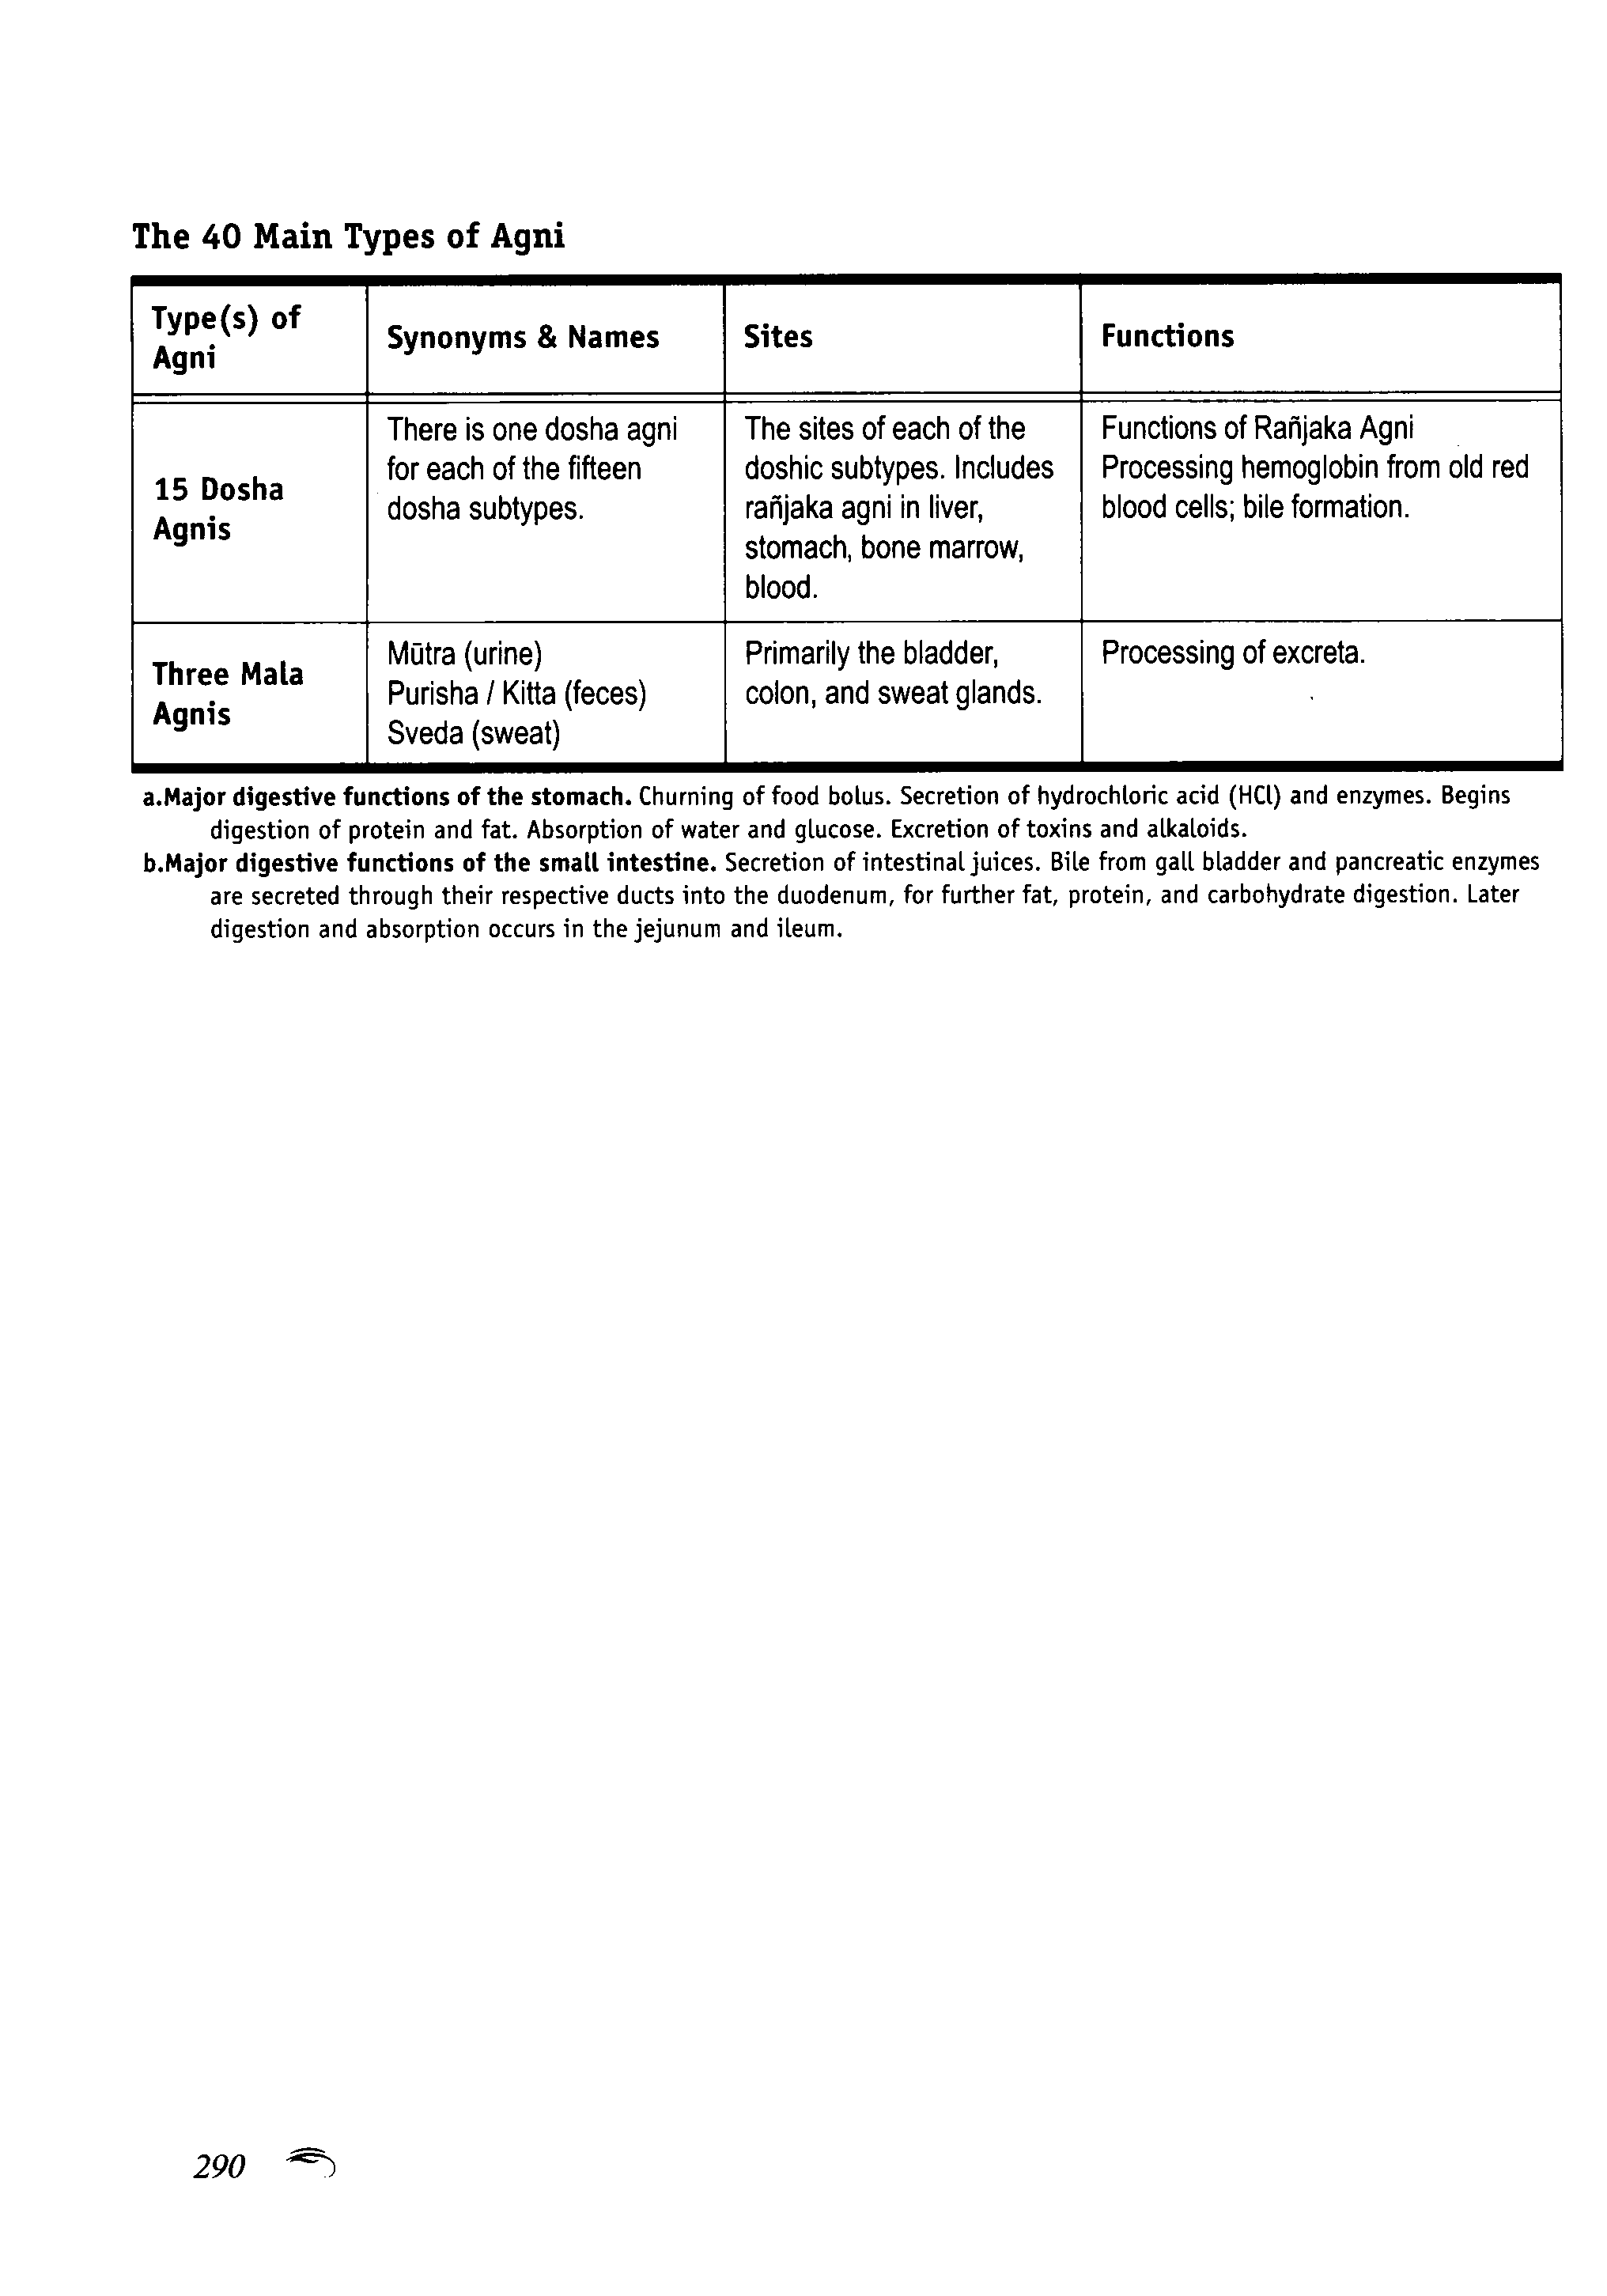 The 40 Main Types of Agni
Type(s) of
Agni
Synonyms & Names
Sites
Functions
15 Dosha
Agnis
There is one dosha agni
for each of the fifteen
dosha subtypes.
The sites of each of the
doshic subtypes. Includes
rañjaka agni in liver,
stomach, bone marrow,
blood.
Functions of Rañjaka Agni
Processing hemoglobin from old red
blood cells; bile formation.
Three Mala
Agnis
Mūtra (urine)
Purisha / Kitta (feces)
Sveda (sweat)
Primarily the bladder,
colon, and sweat glands.
Processing of excreta.
a.Major digestive functions of the stomach. Churning of food bolus. Secretion of hydrochloric acid (HCl) and enzymes. Begins
digestion of protein and fat. Absorption of water and glucose. Excretion of toxins and alkaloids.
b.Major digestive functions of the small intestine. Secretion of intestinal juices. Bile from gall bladder and pancreatic enzymes
are secreted through their respective ducts into the duodenum, for further fat, protein, and carbohydrate digestion. Later
digestion and absorption occurs in the jejunum and ileum.
290